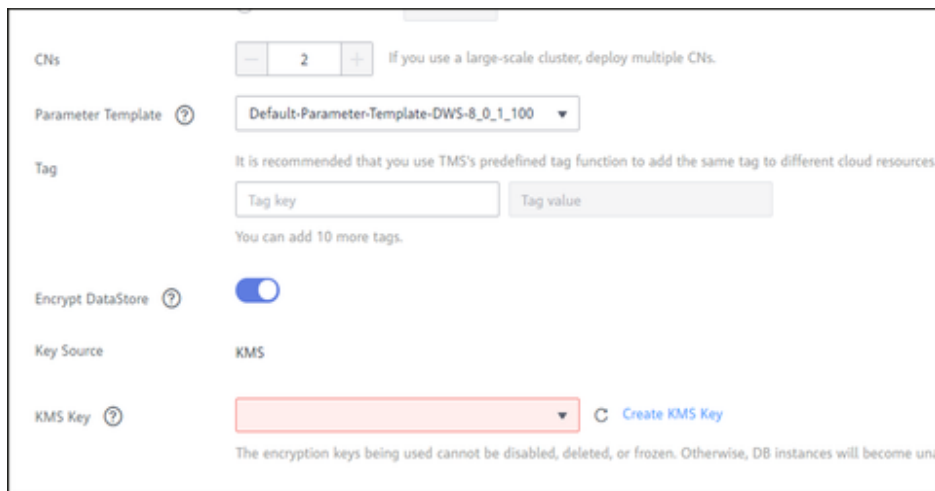 CNs
2
If you use a large-scale cluster, deploy multiple CNs.
Parameter Template
Default-Parameter-Template-DWS-8_0_1_100
Tag
It is recommended that you use TMS's predefined tag function to add the same tag to different cloud resources
Tag key
Tag value
You can add 10 more tags.
Encrypt DataStore
Key Source
KMS
KMS Key
Create KMS Key
The encryption keys being used cannot be disabled, deleted, or frozen. Otherwise, DB instances will become